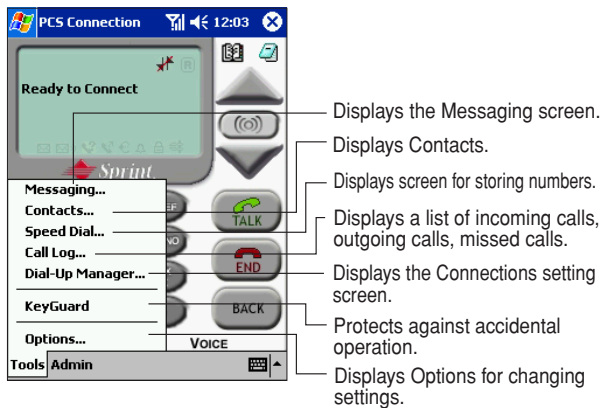 PCS Connection 12:03
R
Ready to Connect
Sprint
Messaging...
Contacts...
Speed Dial...
Call Log...
Dial-Up Manager...
KeyGuard
Options...
Tools Admin
TALK
END
BACK
VOICE
Displays the Messaging screen.
Displays Contacts.
Displays screen for storing numbers.
Displays a list of incoming calls,
outgoing calls, missed calls.
Displays the Connections setting
screen.
Protects against accidental
operation.
Displays Options for changing
settings.